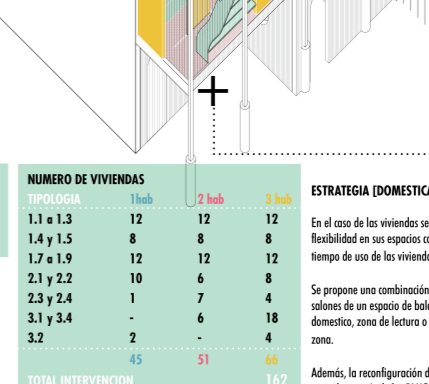 NUMERO DE VIVIENDAS
TIPOLOGIA 1hab 2 hab 3 hab
1.1 a 1.3 12 12 12
1.4 y 1.5 8 8 8
1.7 a 1.9 12 12 12
2.1 y 2.2 10 6 8
2.3 y 2.4 1 7 4
3.1 y 3.4 - 6 18
3.2 2 - 4
45 51 66
TOTAL INTERVENCION 162
ESTRATEGIA [DOMESTICA
En el caso de las viviendas se
flexibilidad en sus espacios
tiempo de uso de las
Se propone una combinación
salones de un espacio de
domestico, zona de lectura o
zona.
Además, la reconfiguración